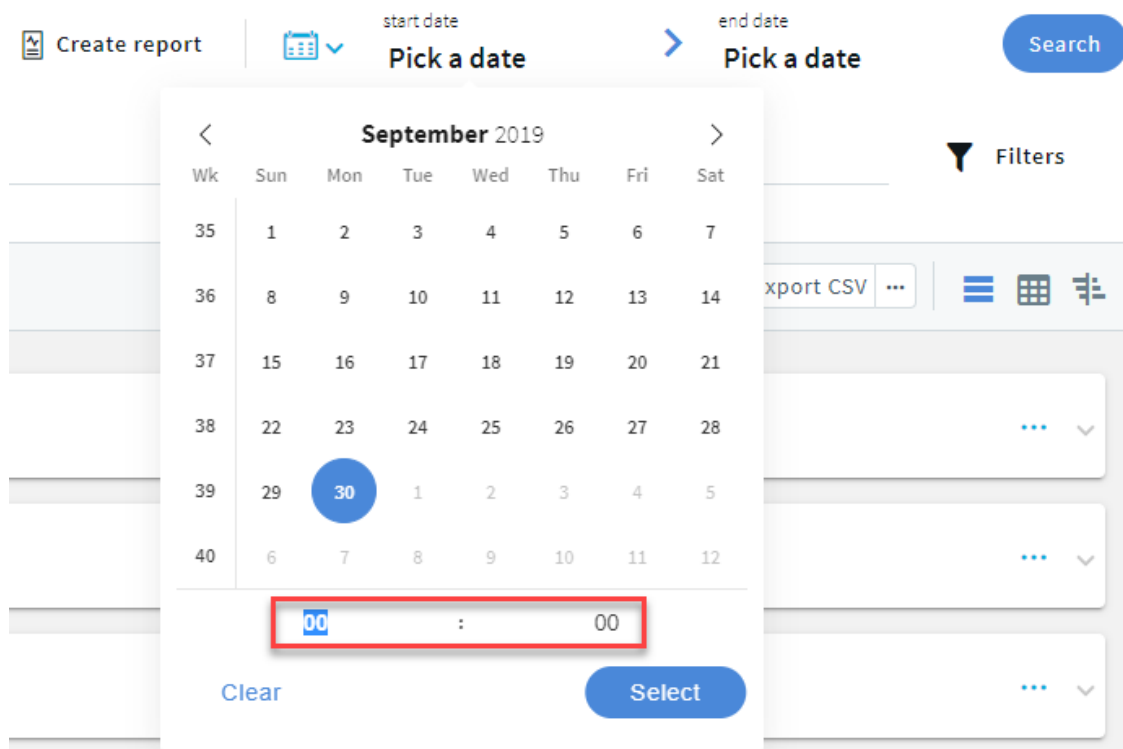 Create report
start date
Pick a date
end date
Pick a date
Search
September 2019
Filters
Wk Sun Mon Tue Wed Thu Fri Sat
35 1 2 3 4 5 6 7
xport CSV ...
36 8 9 10 11 12 13 14
37 15 16 17 18 19 20 21
38 22 23 24 25 26 27 28
39 29 30 1 2 3 4 5
40 6 7 8 9 10 11 12
00 : 00
Clear Select